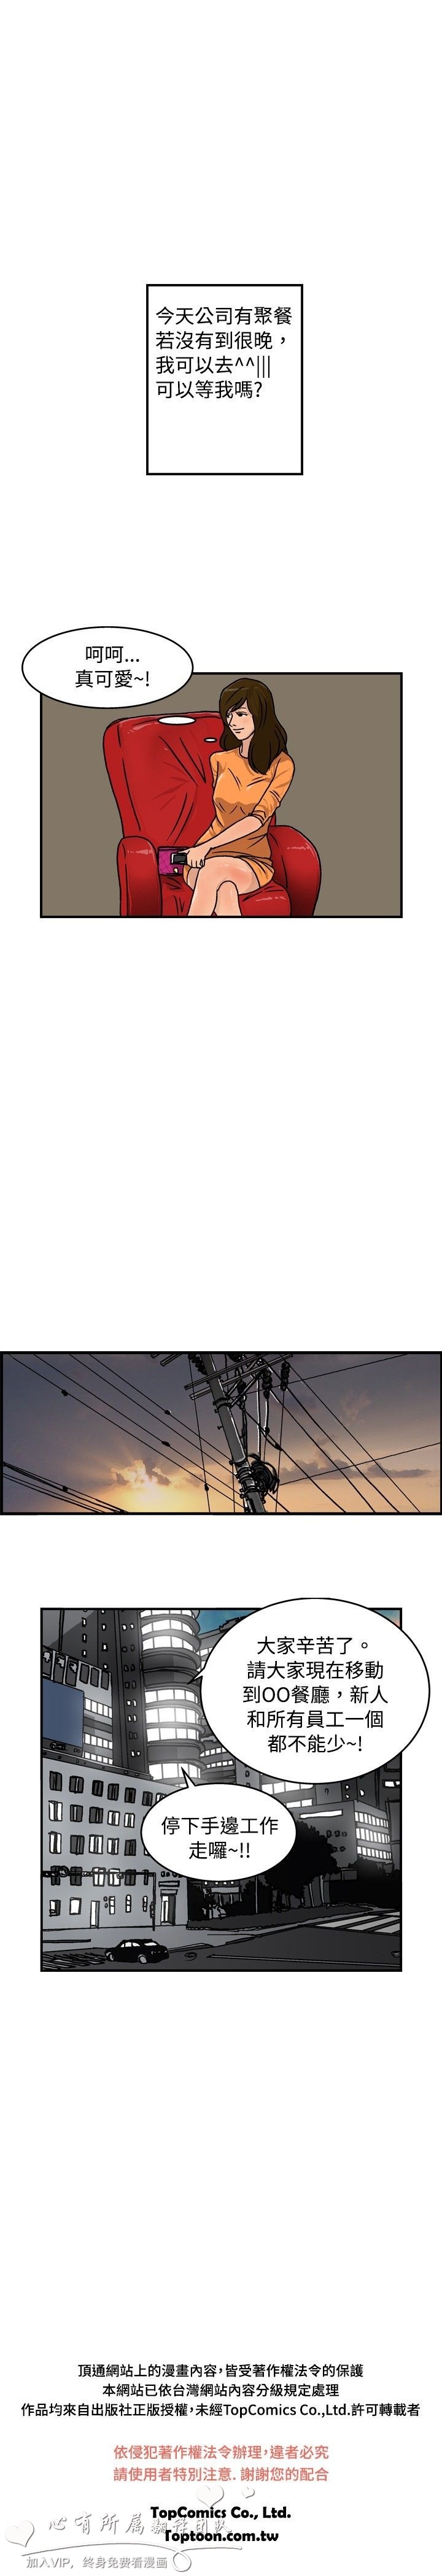 今天公司有聚餐
若沒有到很晚，
我可以去^^|||
可以等我嗎?
呵呵...
真可愛~!
大家辛苦了。
請大家現在移動
到OO餐廳，新人
和所有員工一個
都不能少~!
停下手邊工作
走囉~!!
頂通網站上的漫畫內容，皆受著作權法令的保護
本網站已依台灣網站內容分級規定處理
作品均來自出版社正版授權，未經TopComics Co.,Ltd.許可轉載者
依侵犯著作權法令辦理，違者必究
請使用者特別注意. 謝謝您的配合
TopComics Co., Ltd.
心有所属翻译团队
Toptoon.com.tw
加入VIP，终身免费看漫画